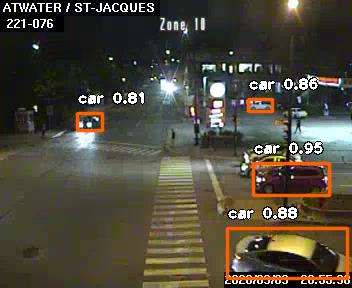 ATWATER / ST-JACQUES
221-076
Zone 10
car 0.86
car 0.81
car 0.95
car 0.88